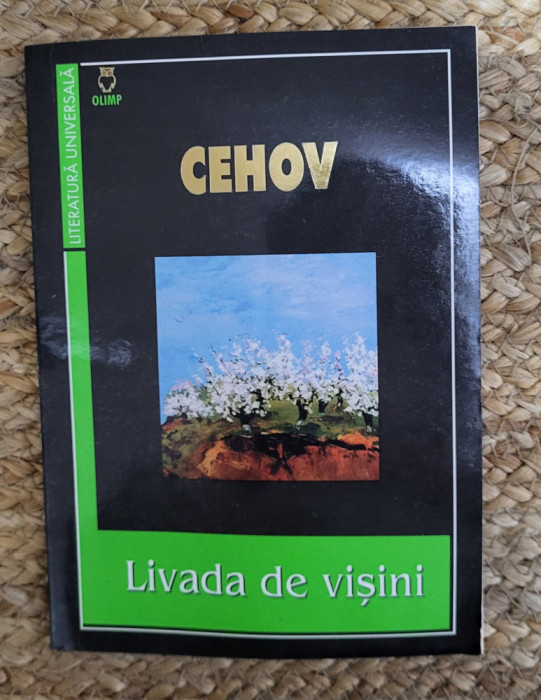 LITERATURĂ UNIVERSALĂ
OLIMP
CEHOV
Livada de vișini